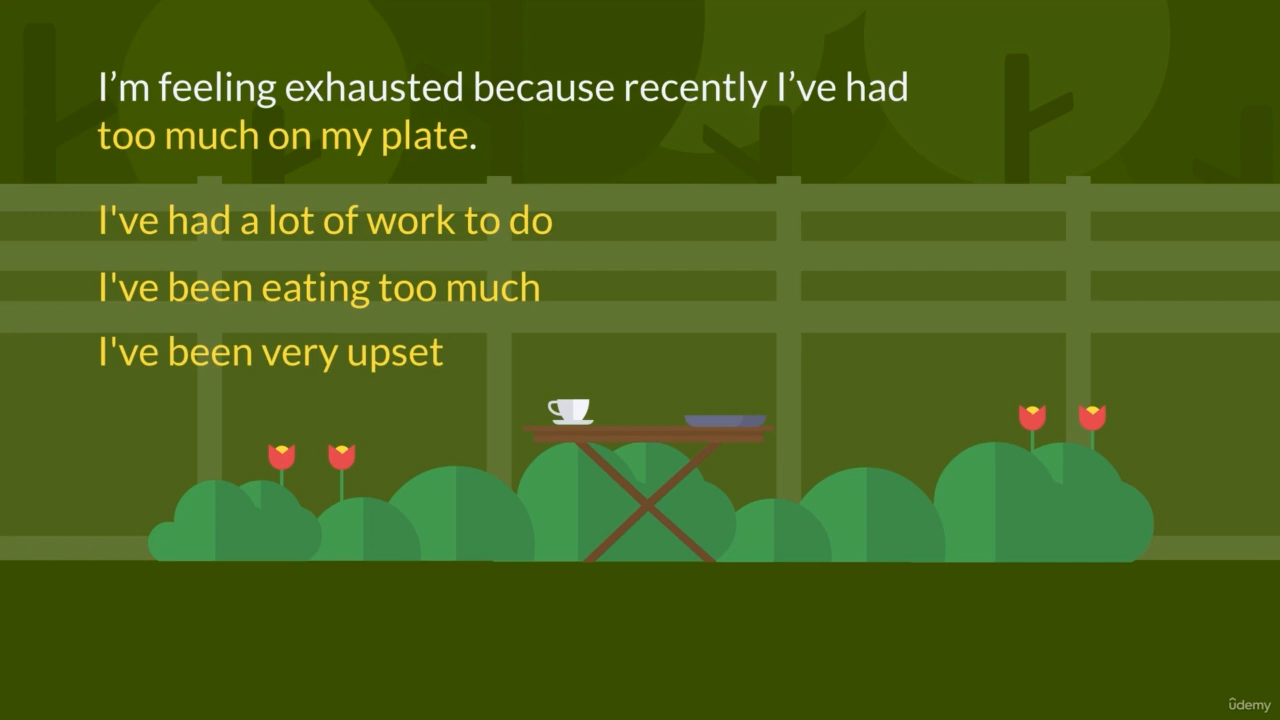 I’m feeling exhausted because recently I’ve had
too much on my plate.
I've had a lot of work to do
I've been eating too much
I've been very upset
ûdemy